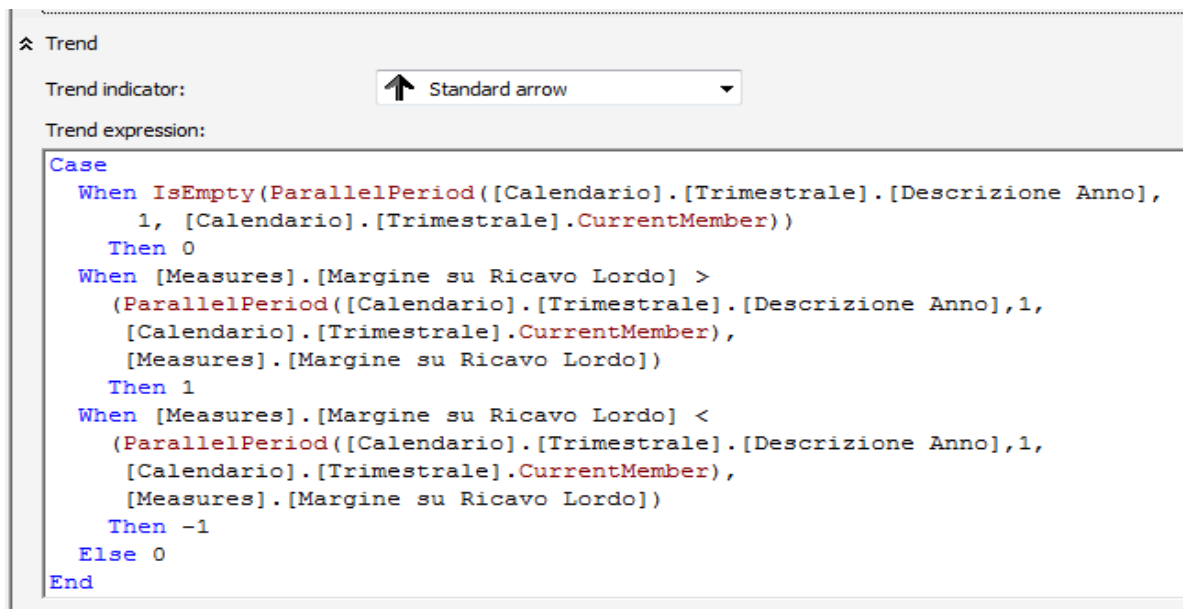 Trend
Trend indicator: Standard arrow
Trend expression:
Case
When IsEmpty(ParallelPeriod([Calendario].[Trimestrale].[Descrizione Anno],
1, [Calendario].[Trimestrale].CurrentMember))
Then 0
When [Measures].[Margine su Ricavo Lordo] >
(ParallelPeriod([Calendario].[Trimestrale].[Descrizione Anno],1,
[Calendario].[Trimestrale].CurrentMember),
[Measures].[Margine su Ricavo Lordo])
Then 1
When [Measures].[Margine su Ricavo Lordo] <
(ParallelPeriod([Calendario].[Trimestrale].[Descrizione Anno],1,
[Calendario].[Trimestrale].CurrentMember),
[Measures].[Margine su Ricavo Lordo])
Then -1
Else 0
End